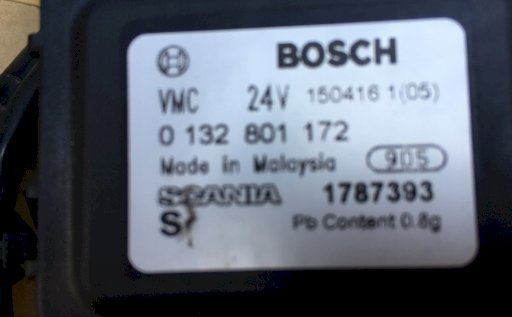 BOSCH
VMC 24V 150416 1(05)
0 132 801 172
Made in Malaysia 905
SCANIA 1787393
S Pb Content 0.8g